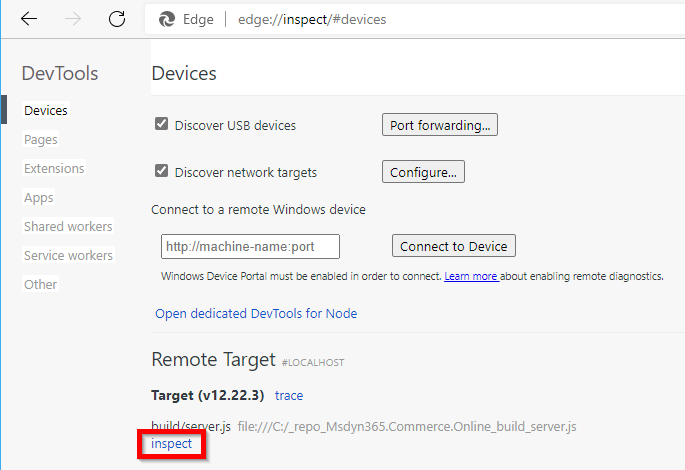 Edge | edge://inspect/#devices
DevTools
Devices
Pages
Extensions
Apps
Shared workers
Service workers
Other
Devices
Discover USB devices Port forwarding...
Discover network targets Configure...
Connect to a remote Windows device
http://machine-name:port Connect to Device
Windows Device Portal must be enabled in order to connect. Learn more about enabling remote diagnostics.
Open dedicated DevTools for Node
Remote Target #LOCALHOST
Target (v12.22.3) trace
build/server.js file:///C:/_repo_Msdyn365.Commerce.Online_build_server.js
inspect